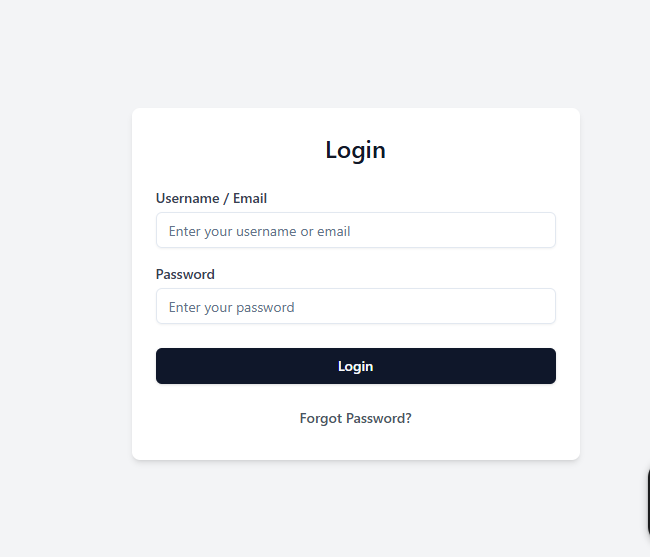 Login
Username / Email
Enter your username or email
Password
Enter your password
Login
Forgot Password?